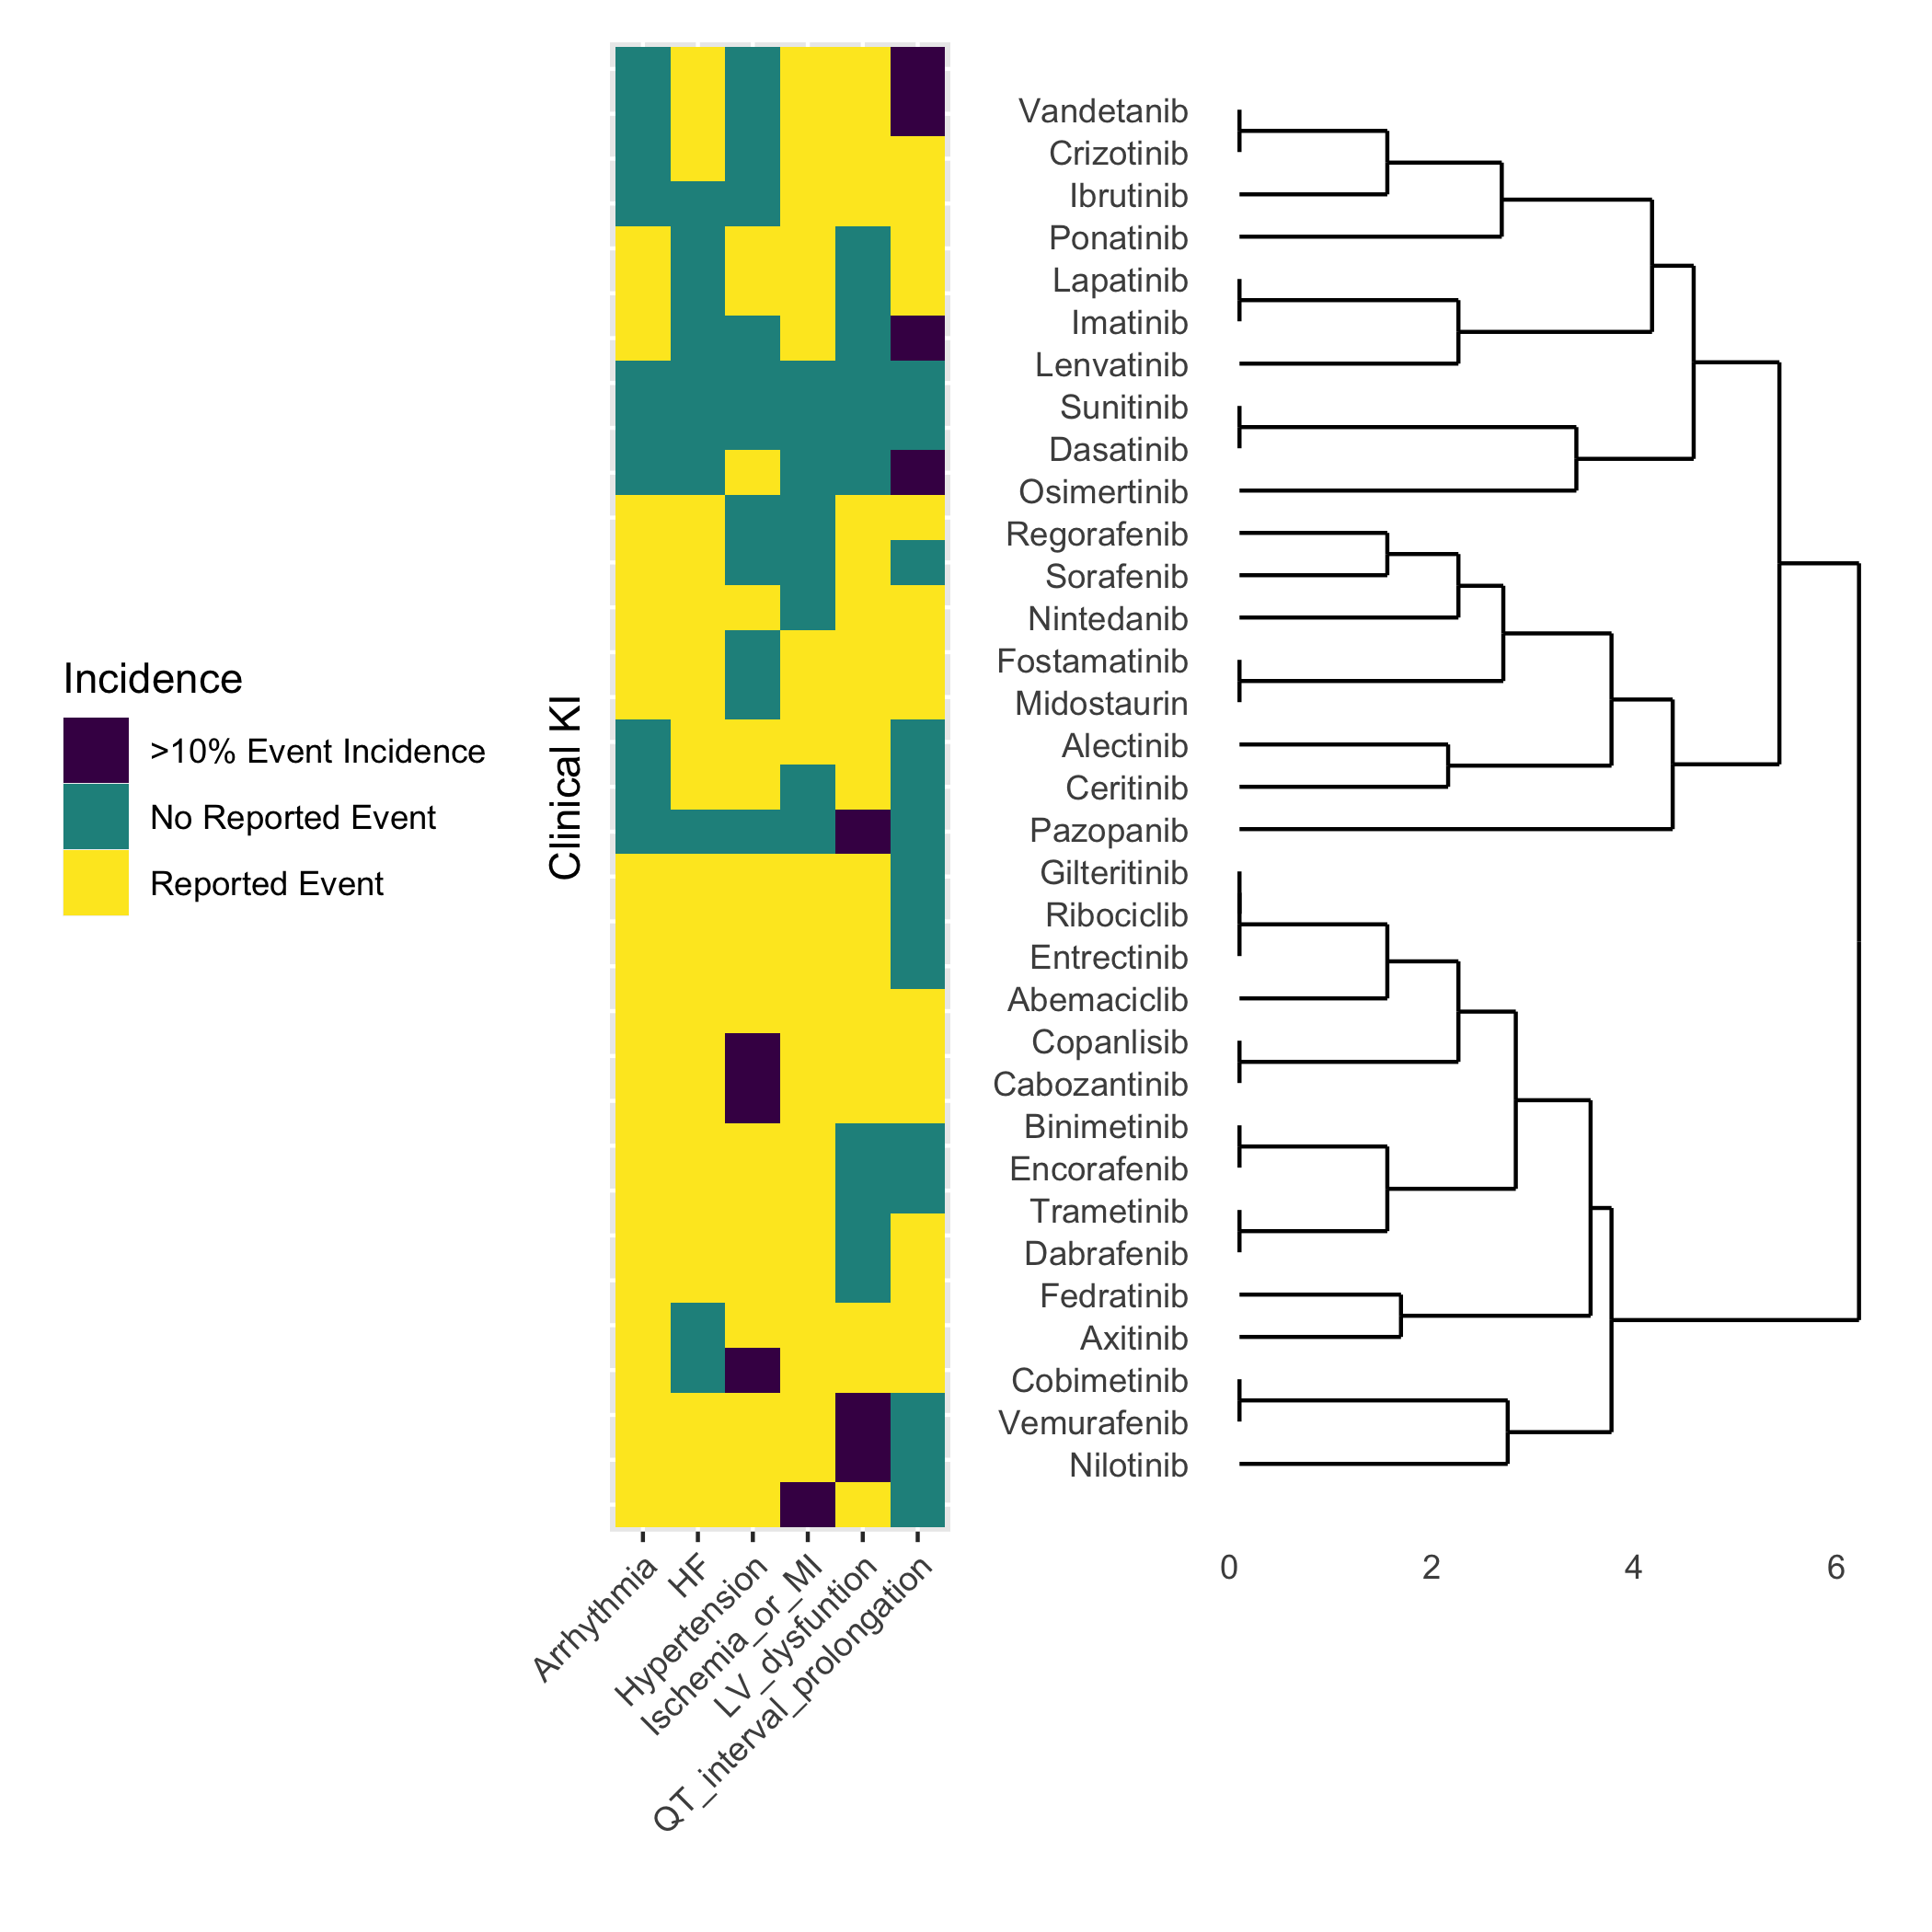 Incidence
>10% Event Incidence
No Reported Event
Reported Event
Clinical KI
Arrhythmia
HF
Hypertension
Ischemia_or_MI
LV_dysfuntion
QT_interval_prolongation
Vandetanib
Crizotinib
Ibrutinib
Ponatinib
Lapatinib
Imatinib
Lenvatinib
Sunitinib
Dasatinib
Osimertinib
Regorafenib
Sorafenib
Nintedanib
Fostamatinib
Midostaurin
Alectinib
Ceritinib
Pazopanib
Gilteritinib
Ribociclib
Entrectinib
Abemaciclib
Copanlisib
Cabozantinib
Binimetinib
Encorafenib
Trametinib
Dabrafenib
Fedratinib
Axitinib
Cobimetinib
Vemurafenib
Nilotinib
0 2 4 6